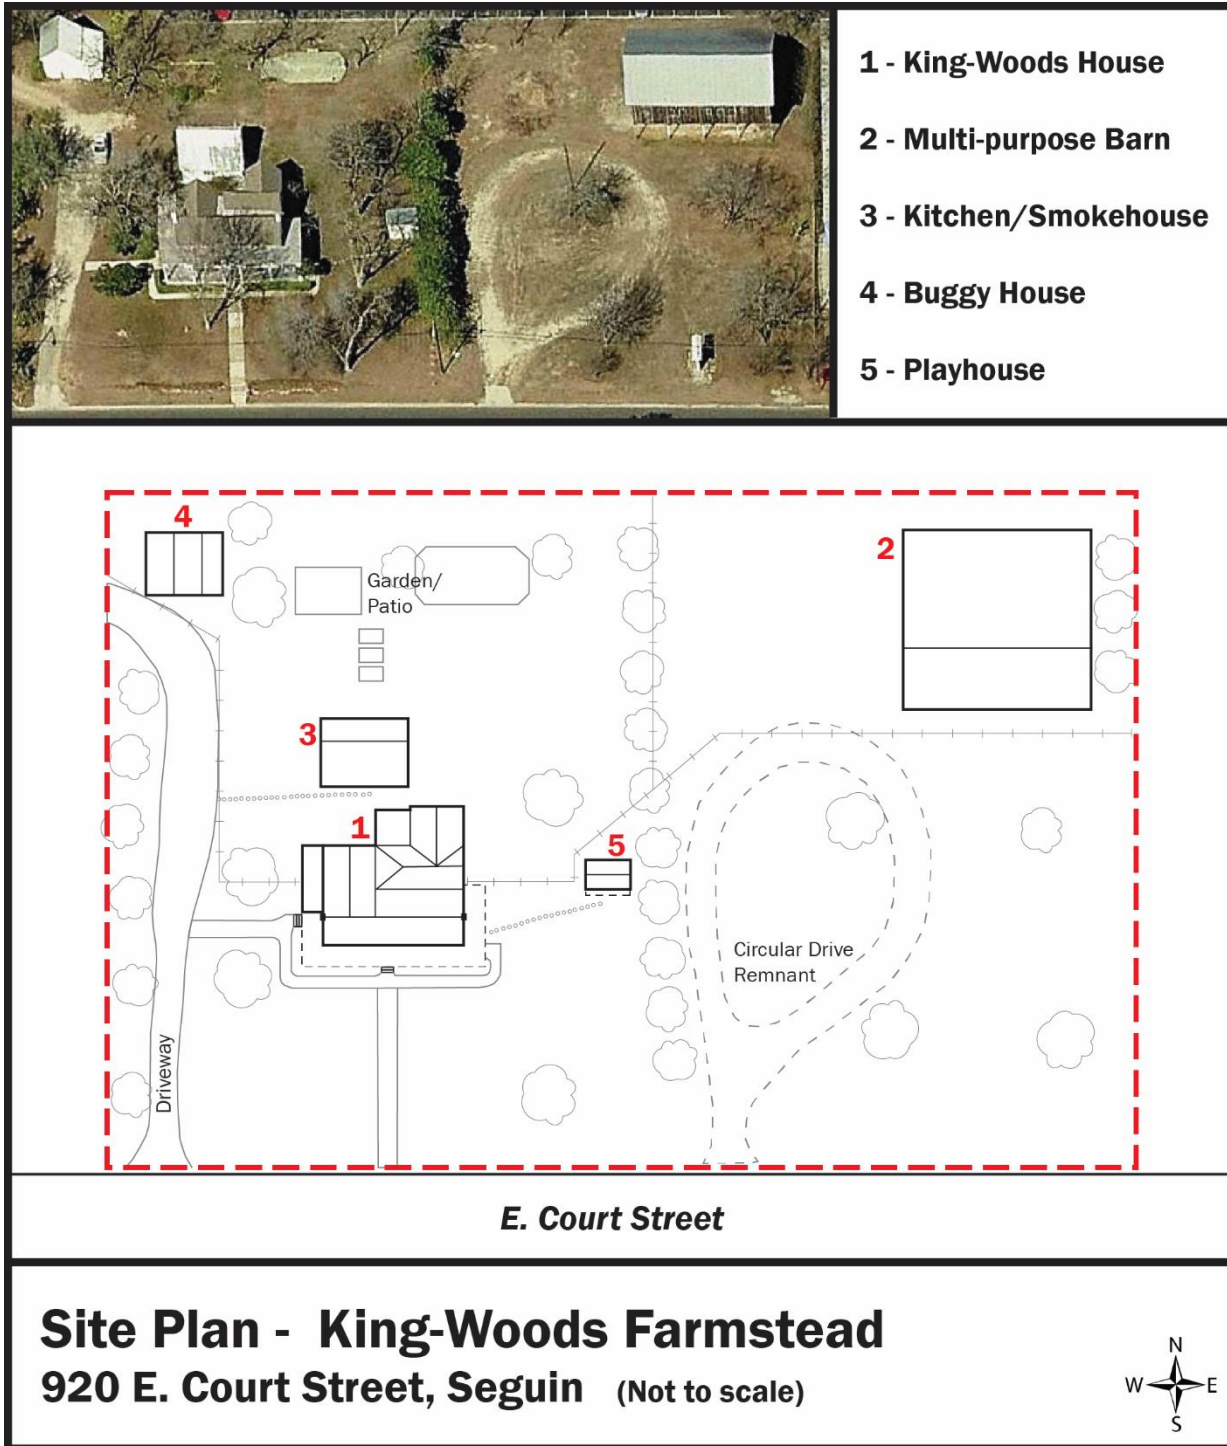 1 - King-Woods House
2 - Multi-purpose Barn
3 - Kitchen/Smokehouse
4 - Buggy House
5 - Playhouse
4
2
Garden/
Patio
3
1
5
Circular Drive
Remnant
Driveway
E. Court Street
Site Plan - King-Woods Farmstead
920 E. Court Street, Seguin (Not to scale)
N
W E
S